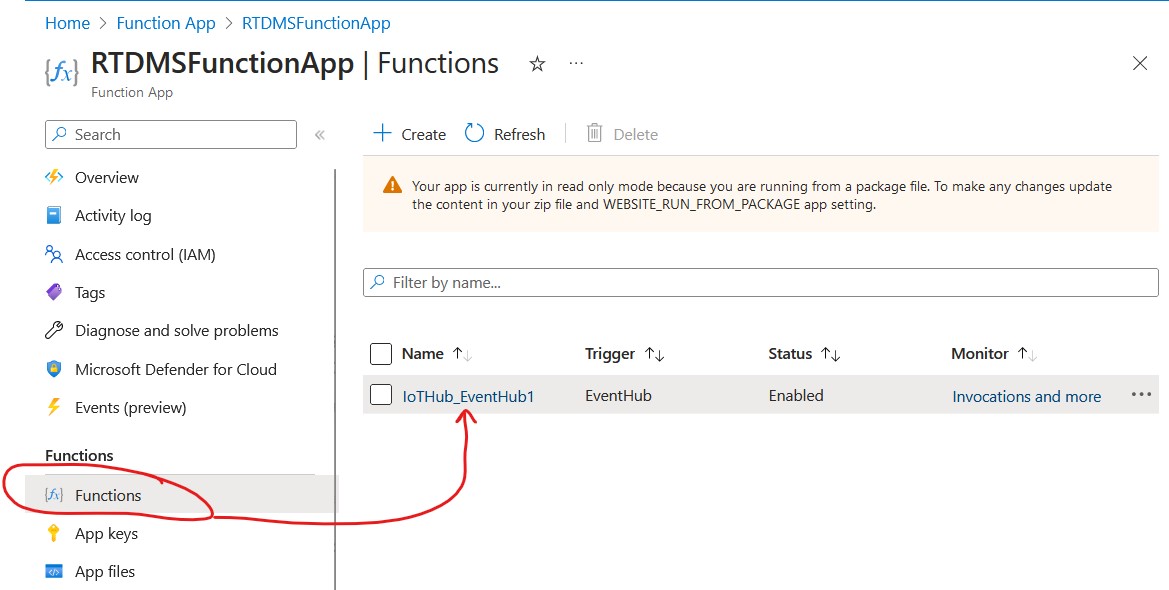 Home > Function App > RTDMSFunctionApp
{fx} RTDMSFunctionApp | Functions ☆ ...
Function App
Search «
Overview
Activity log
Access control (IAM)
Tags
Diagnose and solve problems
Microsoft Defender for Cloud
Events (preview)
Functions
{fx} Functions
App keys
App files
+ Create Refresh Delete
Your app is currently in read only mode because you are running from a package file. To make any changes update
the content in your zip file and WEBSITE_RUN_FROM_PACKAGE app setting.
Filter by name...
Name ↑↓ Trigger ↑↓ Status ↑↓ Monitor ↑↓
IoTHub_EventHub1 EventHub Enabled Invocations and more ...